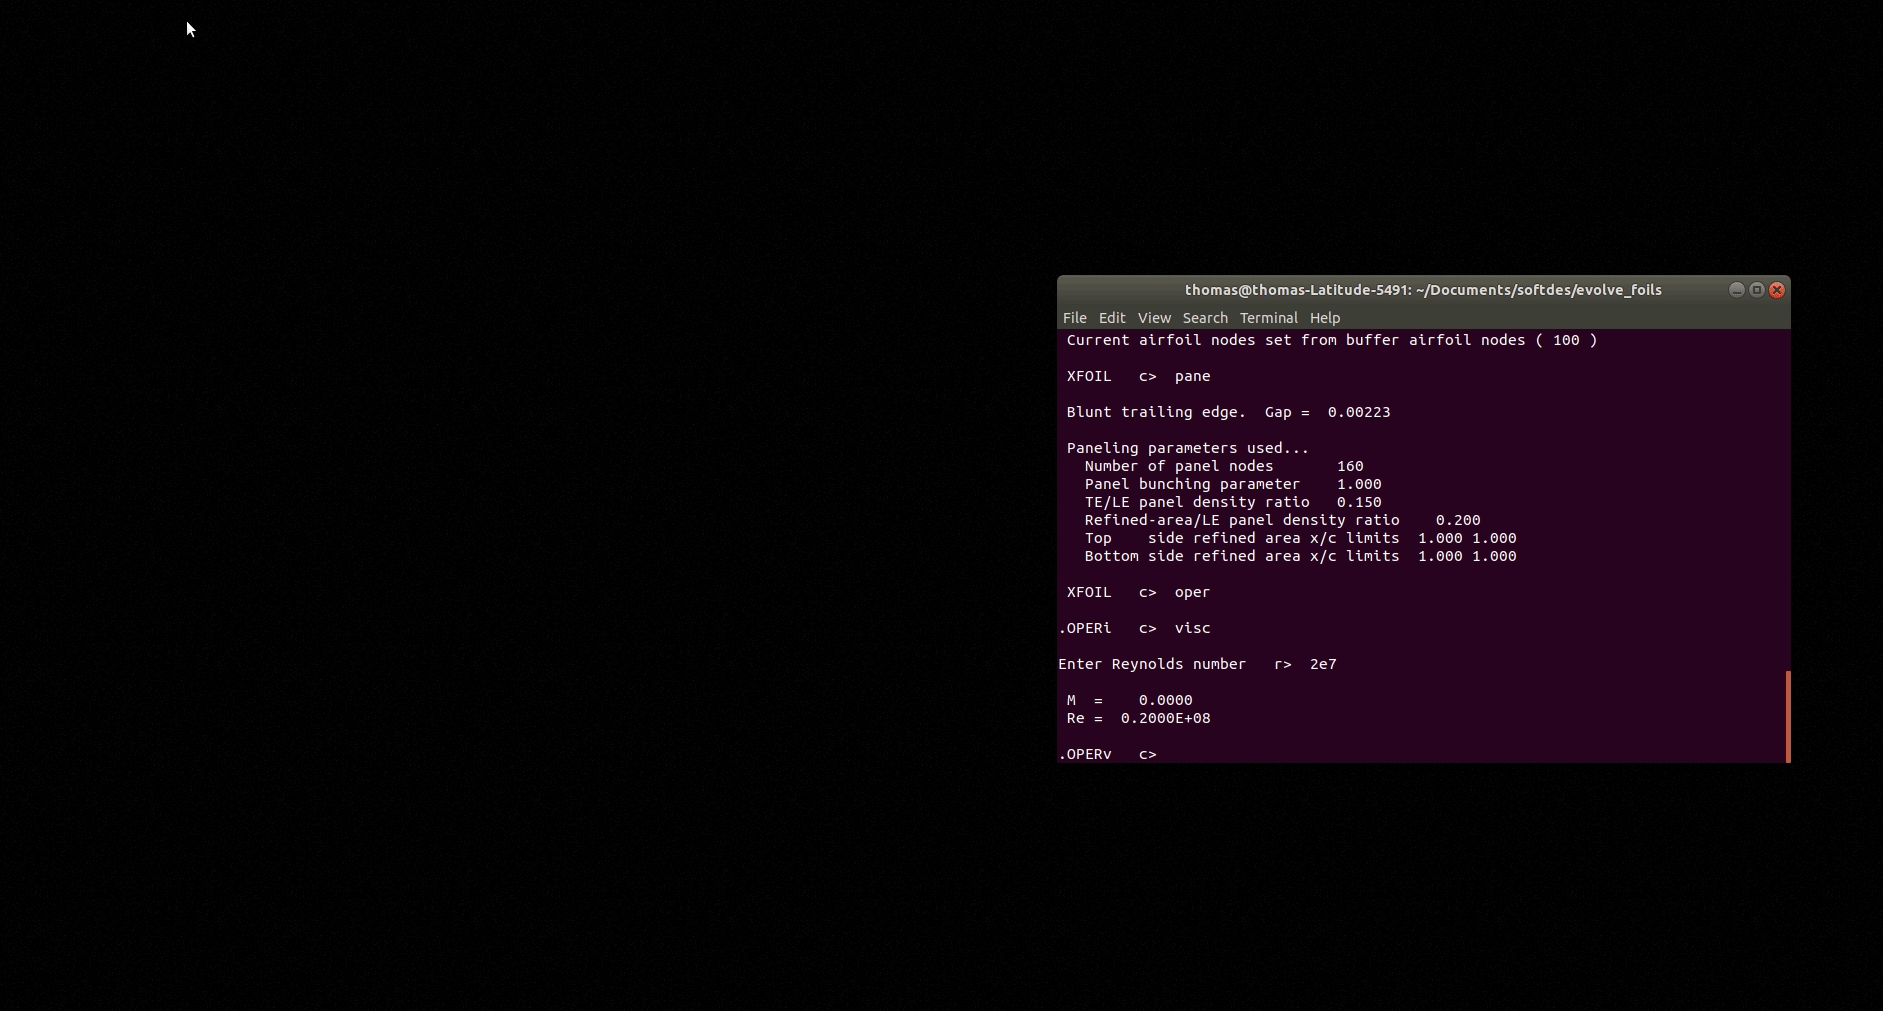 thomas@thomas-Latitude-5491: ~/Documents/softdes/evolve_foils
File Edit View Search Terminal Help
Current airfoil nodes set from buffer airfoil nodes ( 100 )
XFOIL   c>  pane
Blunt trailing edge.  Gap =  0.00223
Paneling parameters used...
Number of panel nodes       160
Panel bunching parameter    1.000
TE/LE panel density ratio   0.150
Refined-area/LE panel density ratio    0.200
Top    side refined area x/c limits  1.000 1.000
Bottom side refined area x/c limits  1.000 1.000
XFOIL   c>  oper
.OPERi   c>  visc
Enter Reynolds number   r>  2e7
M  =    0.0000
Re =  0.2000E+08
.OPERv   c>